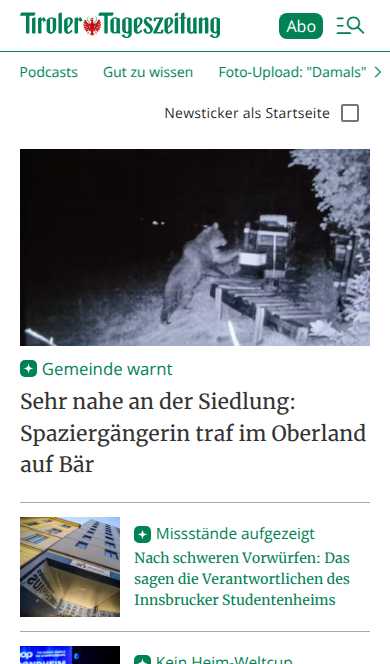 Tiroler Tageszeitung
Abo
Podcasts Gut zu wissen Foto-Upload: "Damals"
Newsticker als Startseite
Gemeinde warnt
Sehr nahe an der Siedlung:
Spaziergängerin traf im Oberland
auf Bär
Missstände aufgezeigt
Nach schweren Vorwürfen: Das
sagen die Verantwortlichen des
Innsbrucker Studentenheims
Kein Heim-Weltcup